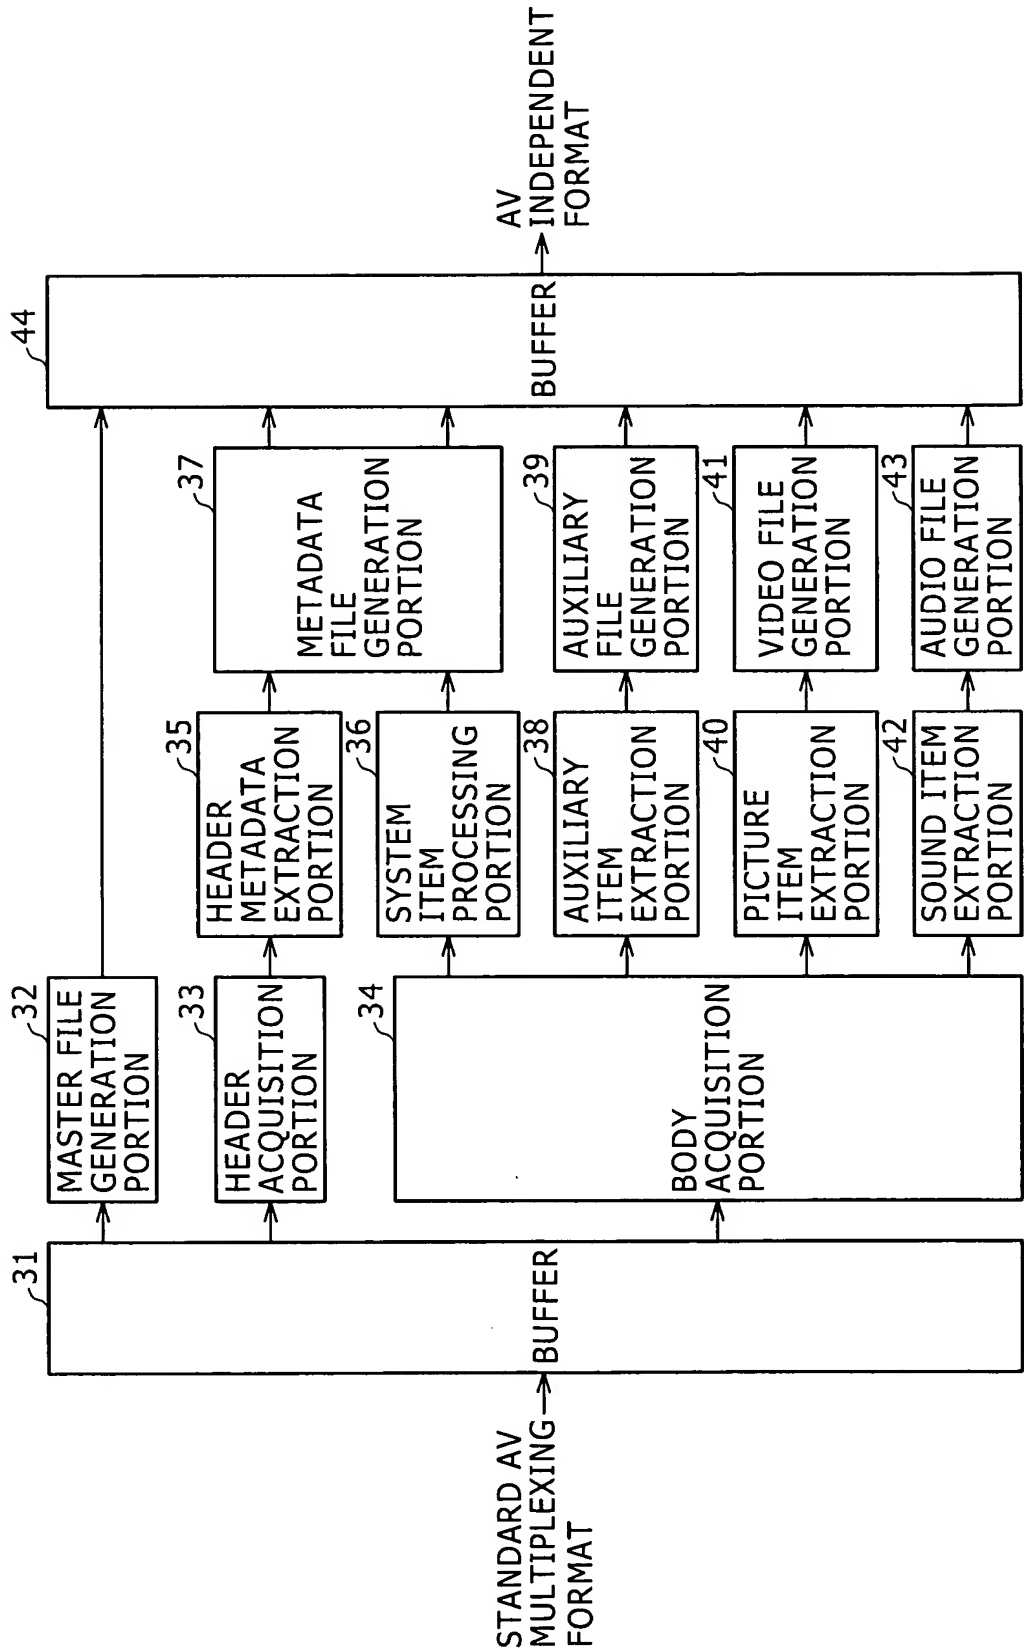 STANDARD AV
MULTIPLEXING
FORMAT
31
BUFFER
32
MASTER FILE
GENERATION
PORTION
33
HEADER
ACQUISITION
PORTION
34
BODY
ACQUISITION
PORTION
35
HEADER
METADATA
EXTRACTION
PORTION
36
SYSTEM
ITEM
PROCESSING
PORTION
38
AUXILIARY
ITEM
EXTRACTION
PORTION
40
PICTURE
ITEM
EXTRACTION
PORTION
42
SOUND ITEM
EXTRACTION
PORTION
37
METADATA
FILE
GENERATION
PORTION
39
AUXILIARY
FILE
GENERATION
PORTION
41
VIDEO FILE
GENERATION
PORTION
43
AUDIO FILE
GENERATION
PORTION
44
BUFFER
AV
INDEPENDENT
FORMAT